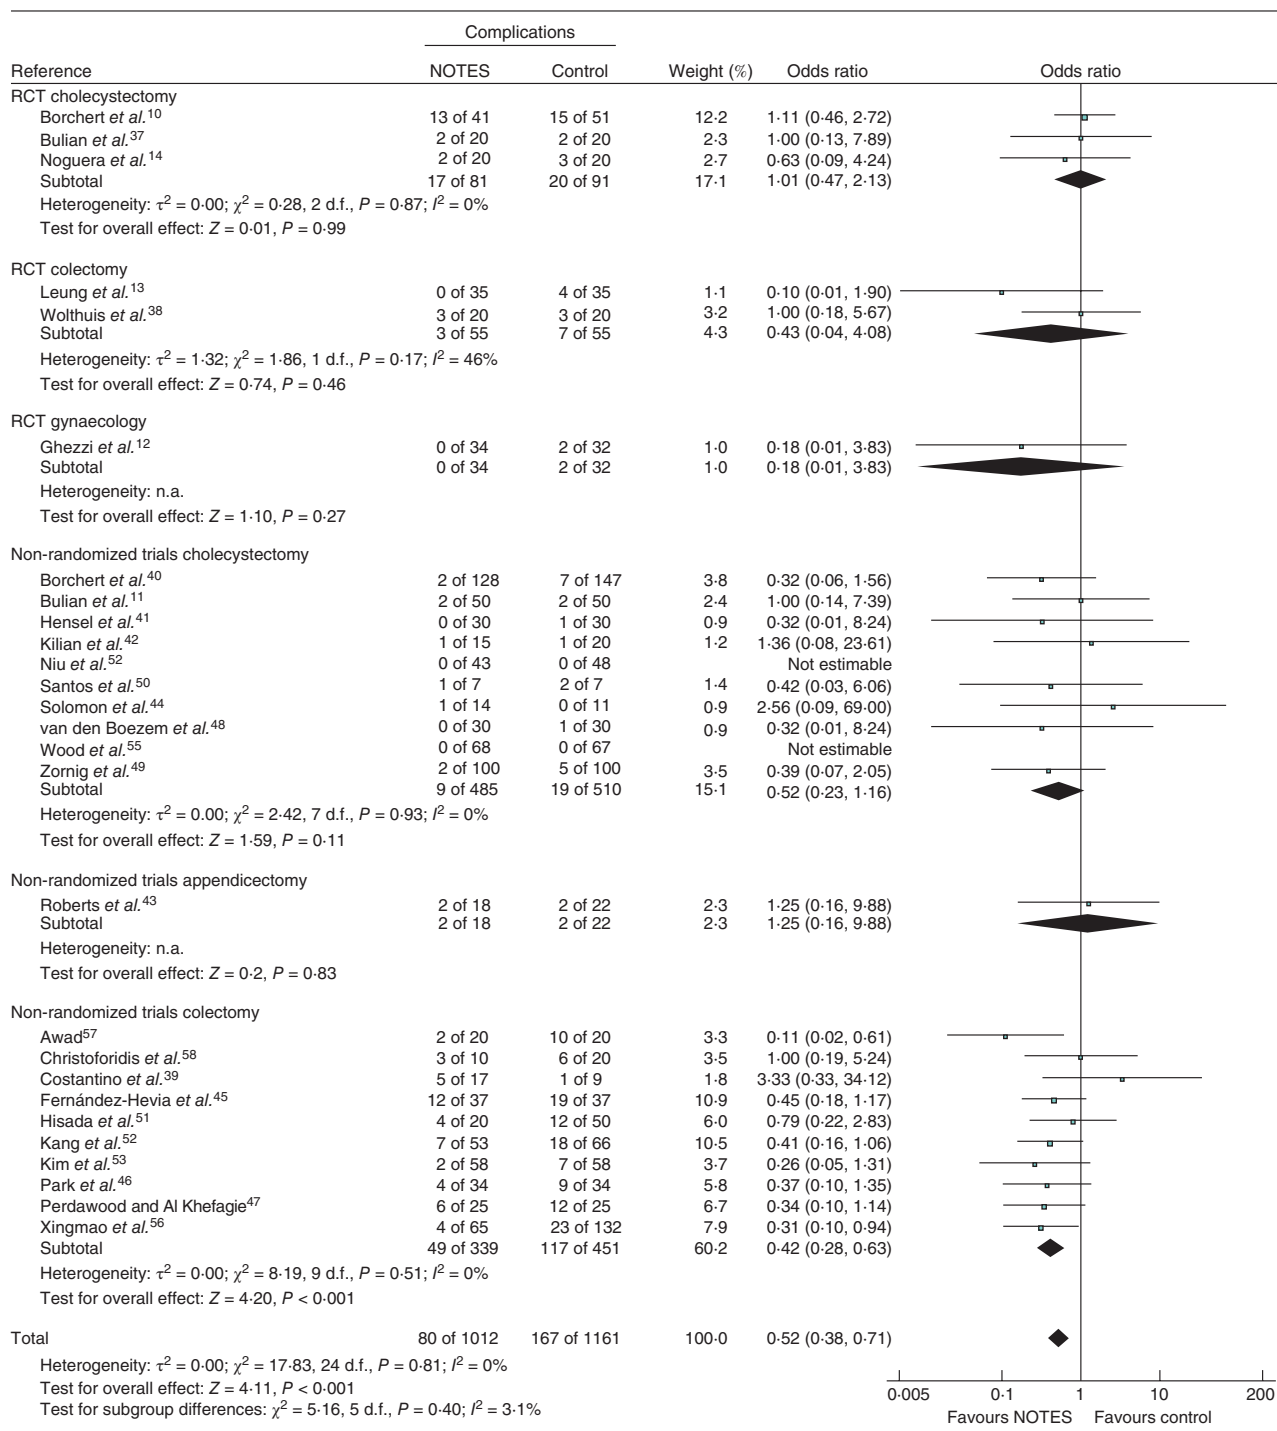 Complications
Reference NOTES Control Weight (%) Odds ratio Odds ratio
RCT cholecystectomy
Borchert et al.10 13 of 41 15 of 51 12·2 1·11 (0·46, 2·72)
Bulian et al.37 2 of 20 2 of 20 2·3 1·00 (0·13, 7·89)
Noguera et al.14 2 of 20 3 of 20 2·7 0·63 (0·09, 4·24)
Subtotal 17 of 81 20 of 91 17·1 1·01 (0·47, 2·13)
Heterogeneity: τ2 = 0·00; χ2 = 0·28, 2 d.f., P = 0·87; I2 = 0%
Test for overall effect: Z = 0·01, P = 0·99
RCT colectomy
Leung et al.13 0 of 35 4 of 35 1·1 0·10 (0·01, 1·90)
Wolthuis et al.38 3 of 20 3 of 20 3·2 1·00 (0·18, 5·67)
Subtotal 3 of 55 7 of 55 4·3 0·43 (0·04, 4·08)
Heterogeneity: τ2 = 1·32; χ2 = 1·86, 1 d.f., P = 0·17; I2 = 46%
Test for overall effect: Z = 0·74, P = 0·46
RCT gynaecology
Ghezzi et al.12 0 of 34 2 of 32 1·0 0·18 (0·01, 3·83)
Subtotal 0 of 34 2 of 32 1·0 0·18 (0·01, 3·83)
Heterogeneity: n.a.
Test for overall effect: Z = 1·10, P = 0·27
Non-randomized trials cholecystectomy
Borchert et al.40 2 of 128 7 of 147 3·8 0·32 (0·06, 1·56)
Bulian et al.11 2 of 50 2 of 50 2·4 1·00 (0·14, 7·39)
Hensel et al.41 0 of 30 1 of 30 0·9 0·32 (0·01, 8·24)
Kilian et al.42 1 of 15 1 of 20 1·2 1·36 (0·08, 23·61)
Niu et al.52 0 of 43 0 of 48 Not estimable
Santos et al.50 1 of 7 2 of 7 1·4 0·42 (0·03, 6·06)
Solomon et al.44 1 of 14 0 of 11 0·9 2·56 (0·09, 69·00)
van den Boezem et al.48 0 of 30 1 of 30 0·9 0·32 (0·01, 8·24)
Wood et al.55 0 of 68 0 of 67 Not estimable
Zornig et al.49 2 of 100 5 of 100 3·5 0·39 (0·07, 2·05)
Subtotal 9 of 485 19 of 510 15·1 0·52 (0·23, 1·16)
Heterogeneity: τ2 = 0.00; χ2 = 2·42, 7 d.f., P = 0·93; I2 = 0%
Test for overall effect: Z = 1·59, P = 0·11
Non-randomized trials appendicectomy
Roberts et al.43 2 of 18 2 of 22 2·3 1·25 (0·16, 9·88)
Subtotal 2 of 18 2 of 22 2·3 1·25 (0·16, 9·88)
Heterogeneity: n.a.
Test for overall effect: Z = 0·2, P = 0·83
Non-randomized trials colectomy
Awad57 2 of 20 10 of 20 3·3 0·11 (0·02, 0·61)
Christoforidis et al.58 3 of 10 6 of 20 3·5 1·00 (0·19, 5·24)
Costantino et al.39 5 of 17 1 of 9 1·8 3·33 (0·33, 34·12)
Fernández-Hevia et al.45 12 of 37 19 of 37 10·9 0·45 (0·18, 1·17)
Hisada et al.51 4 of 20 12 of 50 6·0 0·79 (0·22, 2·83)
Kang et al.52 7 of 53 18 of 66 10·5 0·41 (0·16, 1·06)
Kim et al.53 2 of 58 7 of 58 3·7 0·26 (0·05, 1·31)
Park et al.46 4 of 34 9 of 34 5·8 0·37 (0·10, 1·35)
Perdawood and Al Khefagie47 6 of 25 12 of 25 6·7 0·34 (0·10, 1·14)
Xingmao et al.56 4 of 65 23 of 132 7·9 0·31 (0·10, 0·94)
Subtotal 49 of 339 117 of 451 60·2 0·42 (0·28, 0·63)
Heterogeneity: τ2 = 0·00; χ2 = 8·19, 9 d.f., P = 0·51; I2 = 0%
Test for overall effect: Z = 4·20, P < 0·001
Total 80 of 1012 167 of 1161 100·0 0·52 (0·38, 0·71)
Heterogeneity: τ2 = 0·00; χ2 = 17·83, 24 d.f., P = 0·81; I2 = 0%
Test for overall effect: Z = 4·11, P < 0·001
Test for subgroup differences: χ2 = 5·16, 5 d.f., P = 0·40; I2 = 3·1%
0·005 0·1 1 10 200
Favours NOTES Favours control